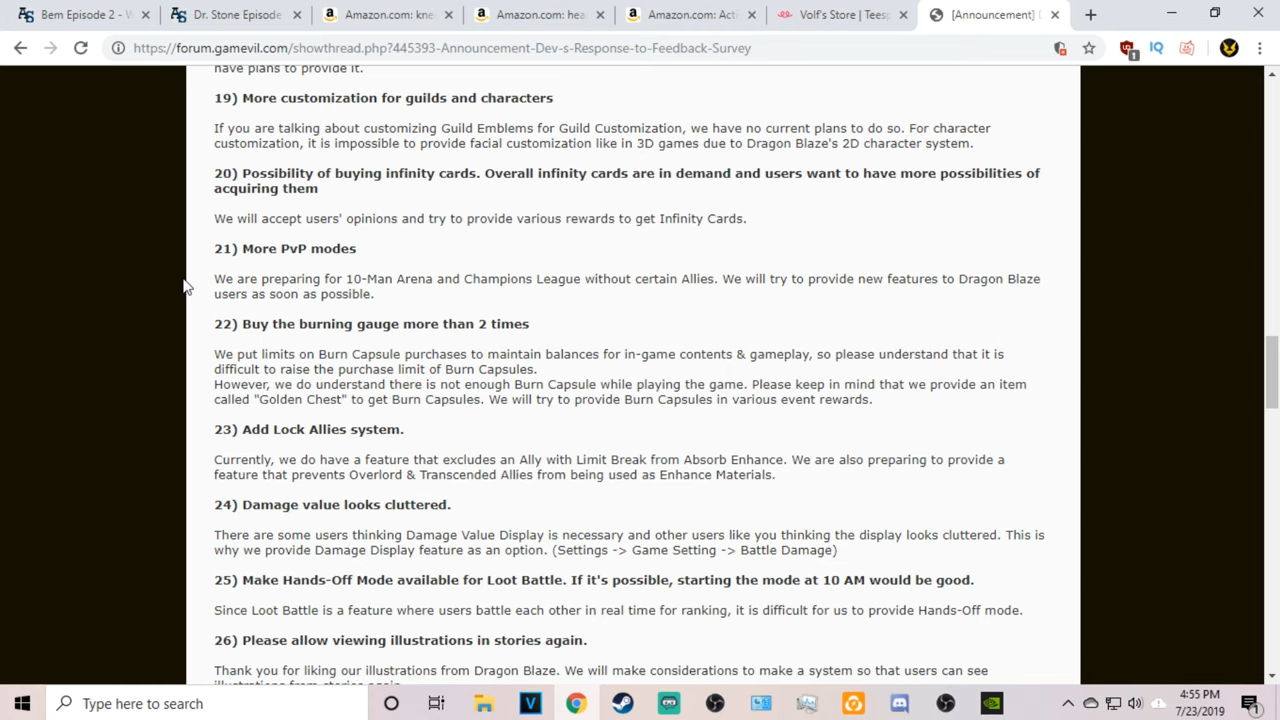 Bem Episode 2 - W
Dr. Stone Episode
Amazon.com: kne
Amazon.com: hea
Amazon.com: Acti
Volf's Store | Teesp
[Announcement] D
https://forum.gamevil.com/showthread.php?445393-Announcement-Dev-s-Response-to-Feedback-Survey
IQ
1
have plans to provide it.
19) More customization for guilds and characters
If you are talking about customizing Guild Emblems for Guild Customization, we have no current plans to do so. For character
customization, it is impossible to provide facial customization like in 3D games due to Dragon Blaze's 2D character system.
20) Possibility of buying infinity cards. Overall infinity cards are in demand and users want to have more possibilities of
acquiring them
We will accept users' opinions and try to provide various rewards to get Infinity Cards.
21) More PvP modes
We are preparing for 10-Man Arena and Champions League without certain Allies. We will try to provide new features to Dragon Blaze
users as soon as possible.
22) Buy the burning gauge more than 2 times
We put limits on Burn Capsule purchases to maintain balances for in-game contents & gameplay, so please understand that it is
difficult to raise the purchase limit of Burn Capsules.
However, we do understand there is not enough Burn Capsule while playing the game. Please keep in mind that we provide an item
called "Golden Chest" to get Burn Capsules. We will try to provide Burn Capsules in various event rewards.
23) Add Lock Allies system.
Currently, we do have a feature that excludes an Ally with Limit Break from Absorb Enhance. We are also preparing to provide a
feature that prevents Overlord & Transcended Allies from being used as Enhance Materials.
24) Damage value looks cluttered.
There are some users thinking Damage Value Display is necessary and other users like you thinking the display looks cluttered. This is
why we provide Damage Display feature as an option. (Settings -> Game Setting -> Battle Damage)
25) Make Hands-Off Mode available for Loot Battle. If it's possible, starting the mode at 10 AM would be good.
Since Loot Battle is a feature where users battle each other in real time for ranking, it is difficult for us to provide Hands-Off mode.
26) Please allow viewing illustrations in stories again.
Thank you for liking our illustrations from Dragon Blaze. We will make considerations to make a system so that users can see
illustrations from stories again.
Type here to search
4:55 PM
7/23/2019
1